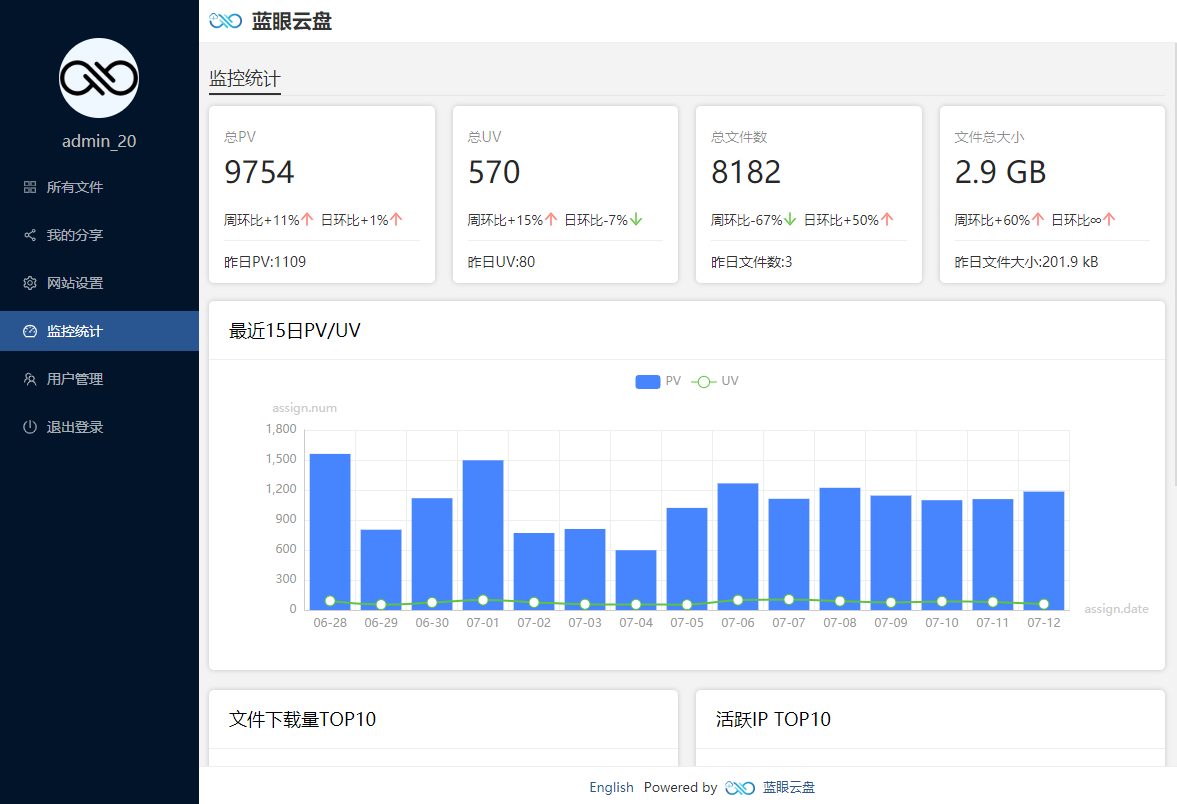 蓝眼云盘
admin_20
所有文件
我的分享
网站设置
监控统计
用户管理
退出登录
监控统计
总PV
9754
周环比+11% 日环比+1%
昨日PV:1109
总UV
570
周环比+15% 日环比-7%
昨日UV:80
总文件数
8182
周环比-67% 日环比+50%
昨日文件数:3
文件总大小
2.9 GB
周环比+60% 日环比∞
昨日文件大小:201.9 kB
最近15日PV/UV
PV UV
assign.num
1,800
1,500
1,200
900
600
300
0
06-28 06-29 06-30 07-01 07-02 07-03 07-04 07-05 07-06 07-07 07-08 07-09 07-10 07-11 07-12
assign.date
文件下载量TOP10
活跃IP TOP10
English Powered by 蓝眼云盘